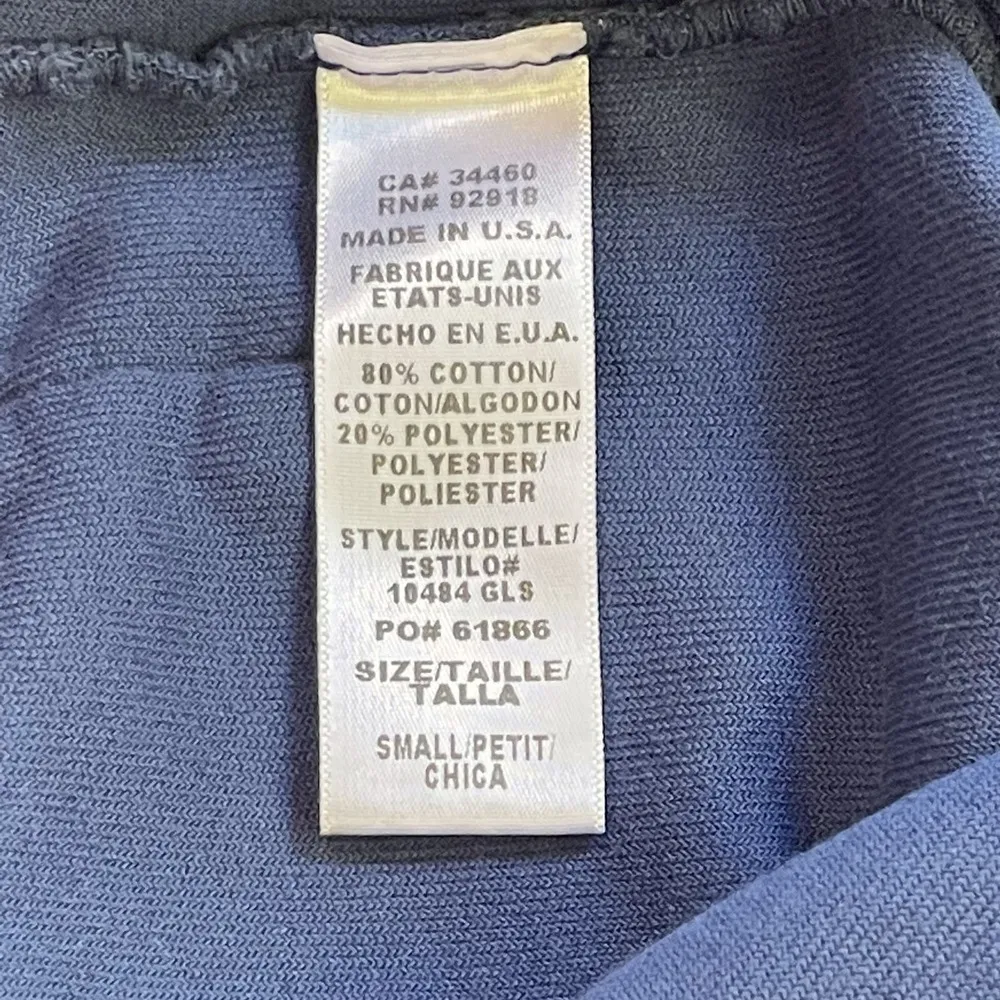 CA# 34460
RN# 92918
MADE IN U.S.A.
FABRIQUE AUX
ETATS-UNIS
HECHO EN E.U.A.
80% COTTON/
COTON/ALGODON
20% POLYESTER/
POLYESTER/
POLIESTER
STYLE/MODELLE/
ESTILO#
10484 GLS
PO# 61866
SIZE/TAILLE/
TALLA
SMALL/PETIT/
CHICA